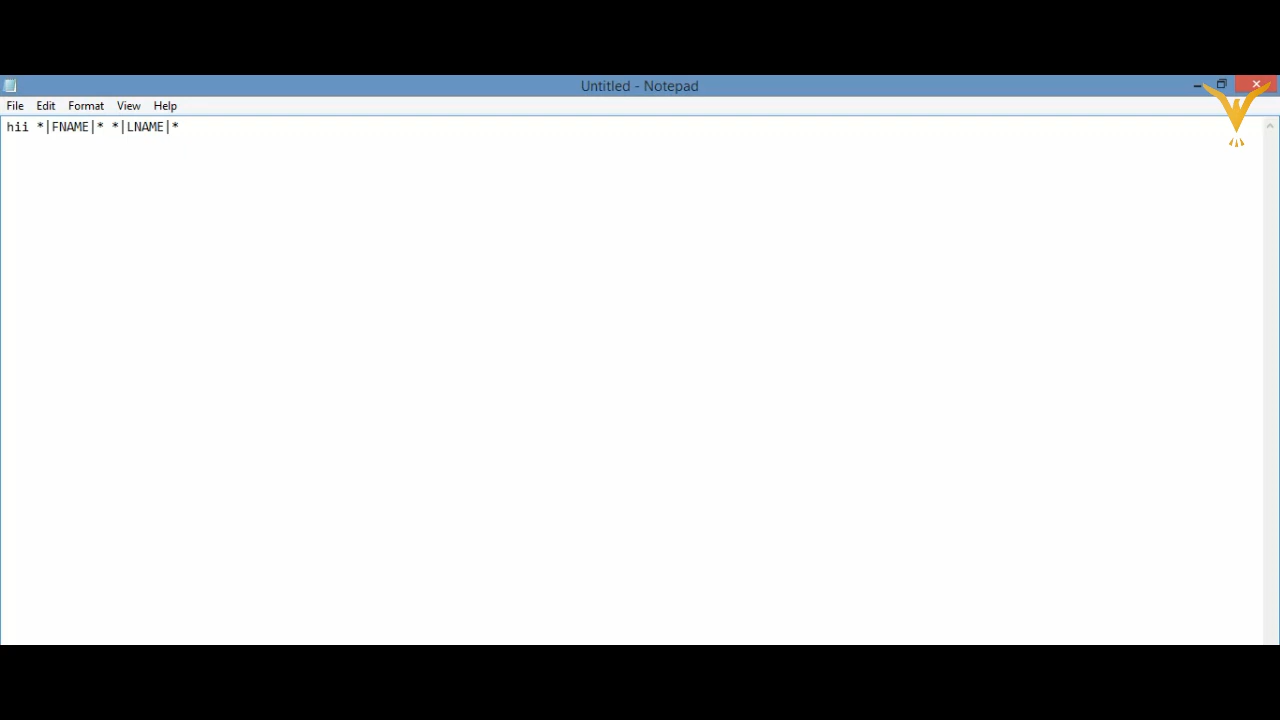 Untitled - Notepad
File Edit Format View Help
hii *|FNAME|* *|LNAME|*